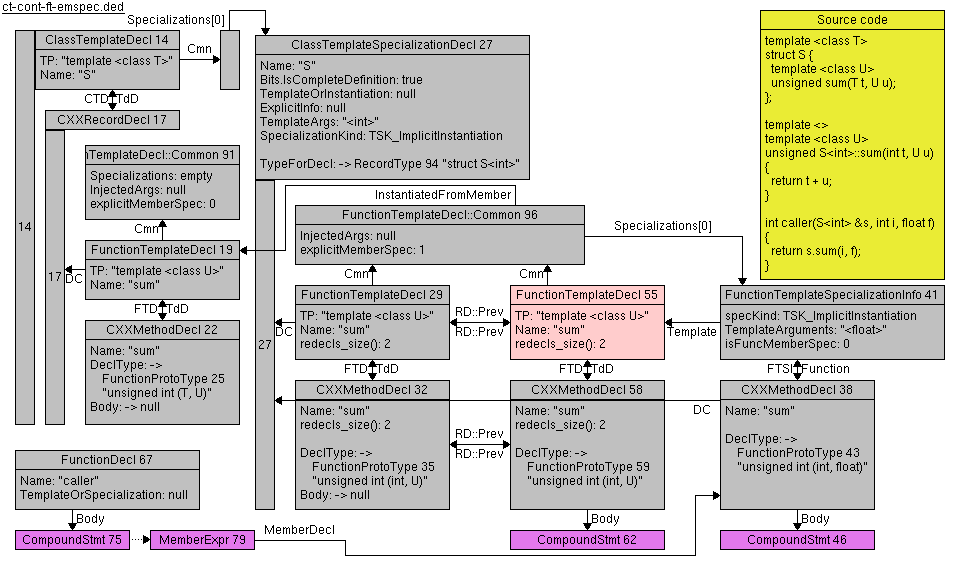 ct-cont-ft-emspec.ded
Specializations[0]
ClassTemplateDecl 14
TP: "template <class T>"
Name: "S"
Cmn
ClassTemplateSpecializationDecl 27
Name: "S"
Bits.IsCompleteDefinition: true
TemplateOrInstantiation: null
ExplicitInfo: null
TemplateArgs: "<int>"
SpecializationKind: TSK_ImplicitInstantiation
TypeForDecl: -> RecordType 94 "struct S<int>"
Source code
template <class T>
struct S {
template <class U>
unsigned sum(T t, U u);
};
template <>
template <class U>
unsigned S<int>::sum(int t, U u)
{
return t + u;
}
int caller(S<int> &s, int i, float f)
{
return s.sum(i, f);
}
CTD TdD
CXXRecordDecl 17
nTemplateDecl::Common 91
Specializations: empty
InjectedArgs: null
explicitMemberSpec: 0
InstantiatedFromMember
FunctionTemplateDecl::Common 96
InjectedArgs: null
explicitMemberSpec: 1
Specializations[0]
14
Cmn
FunctionTemplateDecl 19
TP: "template <class U>"
Name: "sum"
17
DC
Cmn
Cmn
FunctionTemplateDecl 29
TP: "template <class U>"
Name: "sum"
redecls_size(): 2
RD::Prev
RD::Prev
FunctionTemplateDecl 55
TP: "template <class U>"
Name: "sum"
redecls_size(): 2
Template
FunctionTemplateSpecializationInfo 41
specKind: TSK_ImplicitInstantiation
TemplateArguments: "<float>"
isFuncMemberSpec: 0
FTD TdD
CXXMethodDecl 22
Name: "sum"
DeclType: ->
FunctionProtoType 25
"unsigned int (T, U)"
Body: -> null
DC
27
FTD TdD
FTD TdD
FTSI Function
CXXMethodDecl 32
Name: "sum"
redecls_size(): 2
DeclType: ->
FunctionProtoType 35
"unsigned int (int, U)"
Body: -> null
RD::Prev
RD::Prev
CXXMethodDecl 58
Name: "sum"
redecls_size(): 2
DeclType: ->
FunctionProtoType 59
"unsigned int (int, U)"
DC
CXXMethodDecl 38
Name: "sum"
DeclType: ->
FunctionProtoType 43
"unsigned int (int, float)"
FunctionDecl 67
Name: "caller"
TemplateOrSpecialization: null
Body
Body
Body
MemberDecl
CompoundStmt 75
MemberExpr 79
CompoundStmt 62
CompoundStmt 46